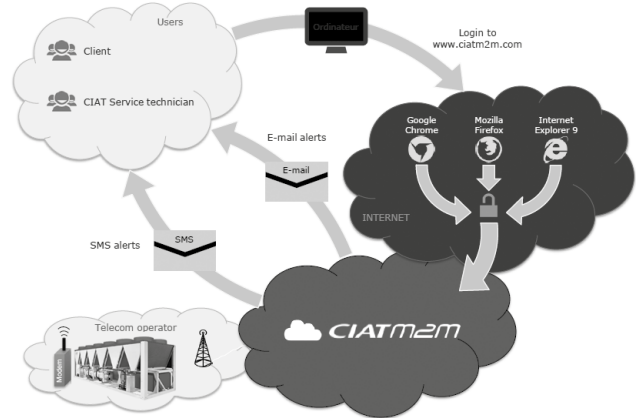 Users
Client
CIAT Service technician
Ordinateur
Login to
www.ciatm2m.com
Google
Chrome
Mozilla
Firefox
Internet
Explorer 9
INTERNET
E-mail alerts
E-mail
SMS alerts
SMS
CIATM2M
Telecom operator
Modem